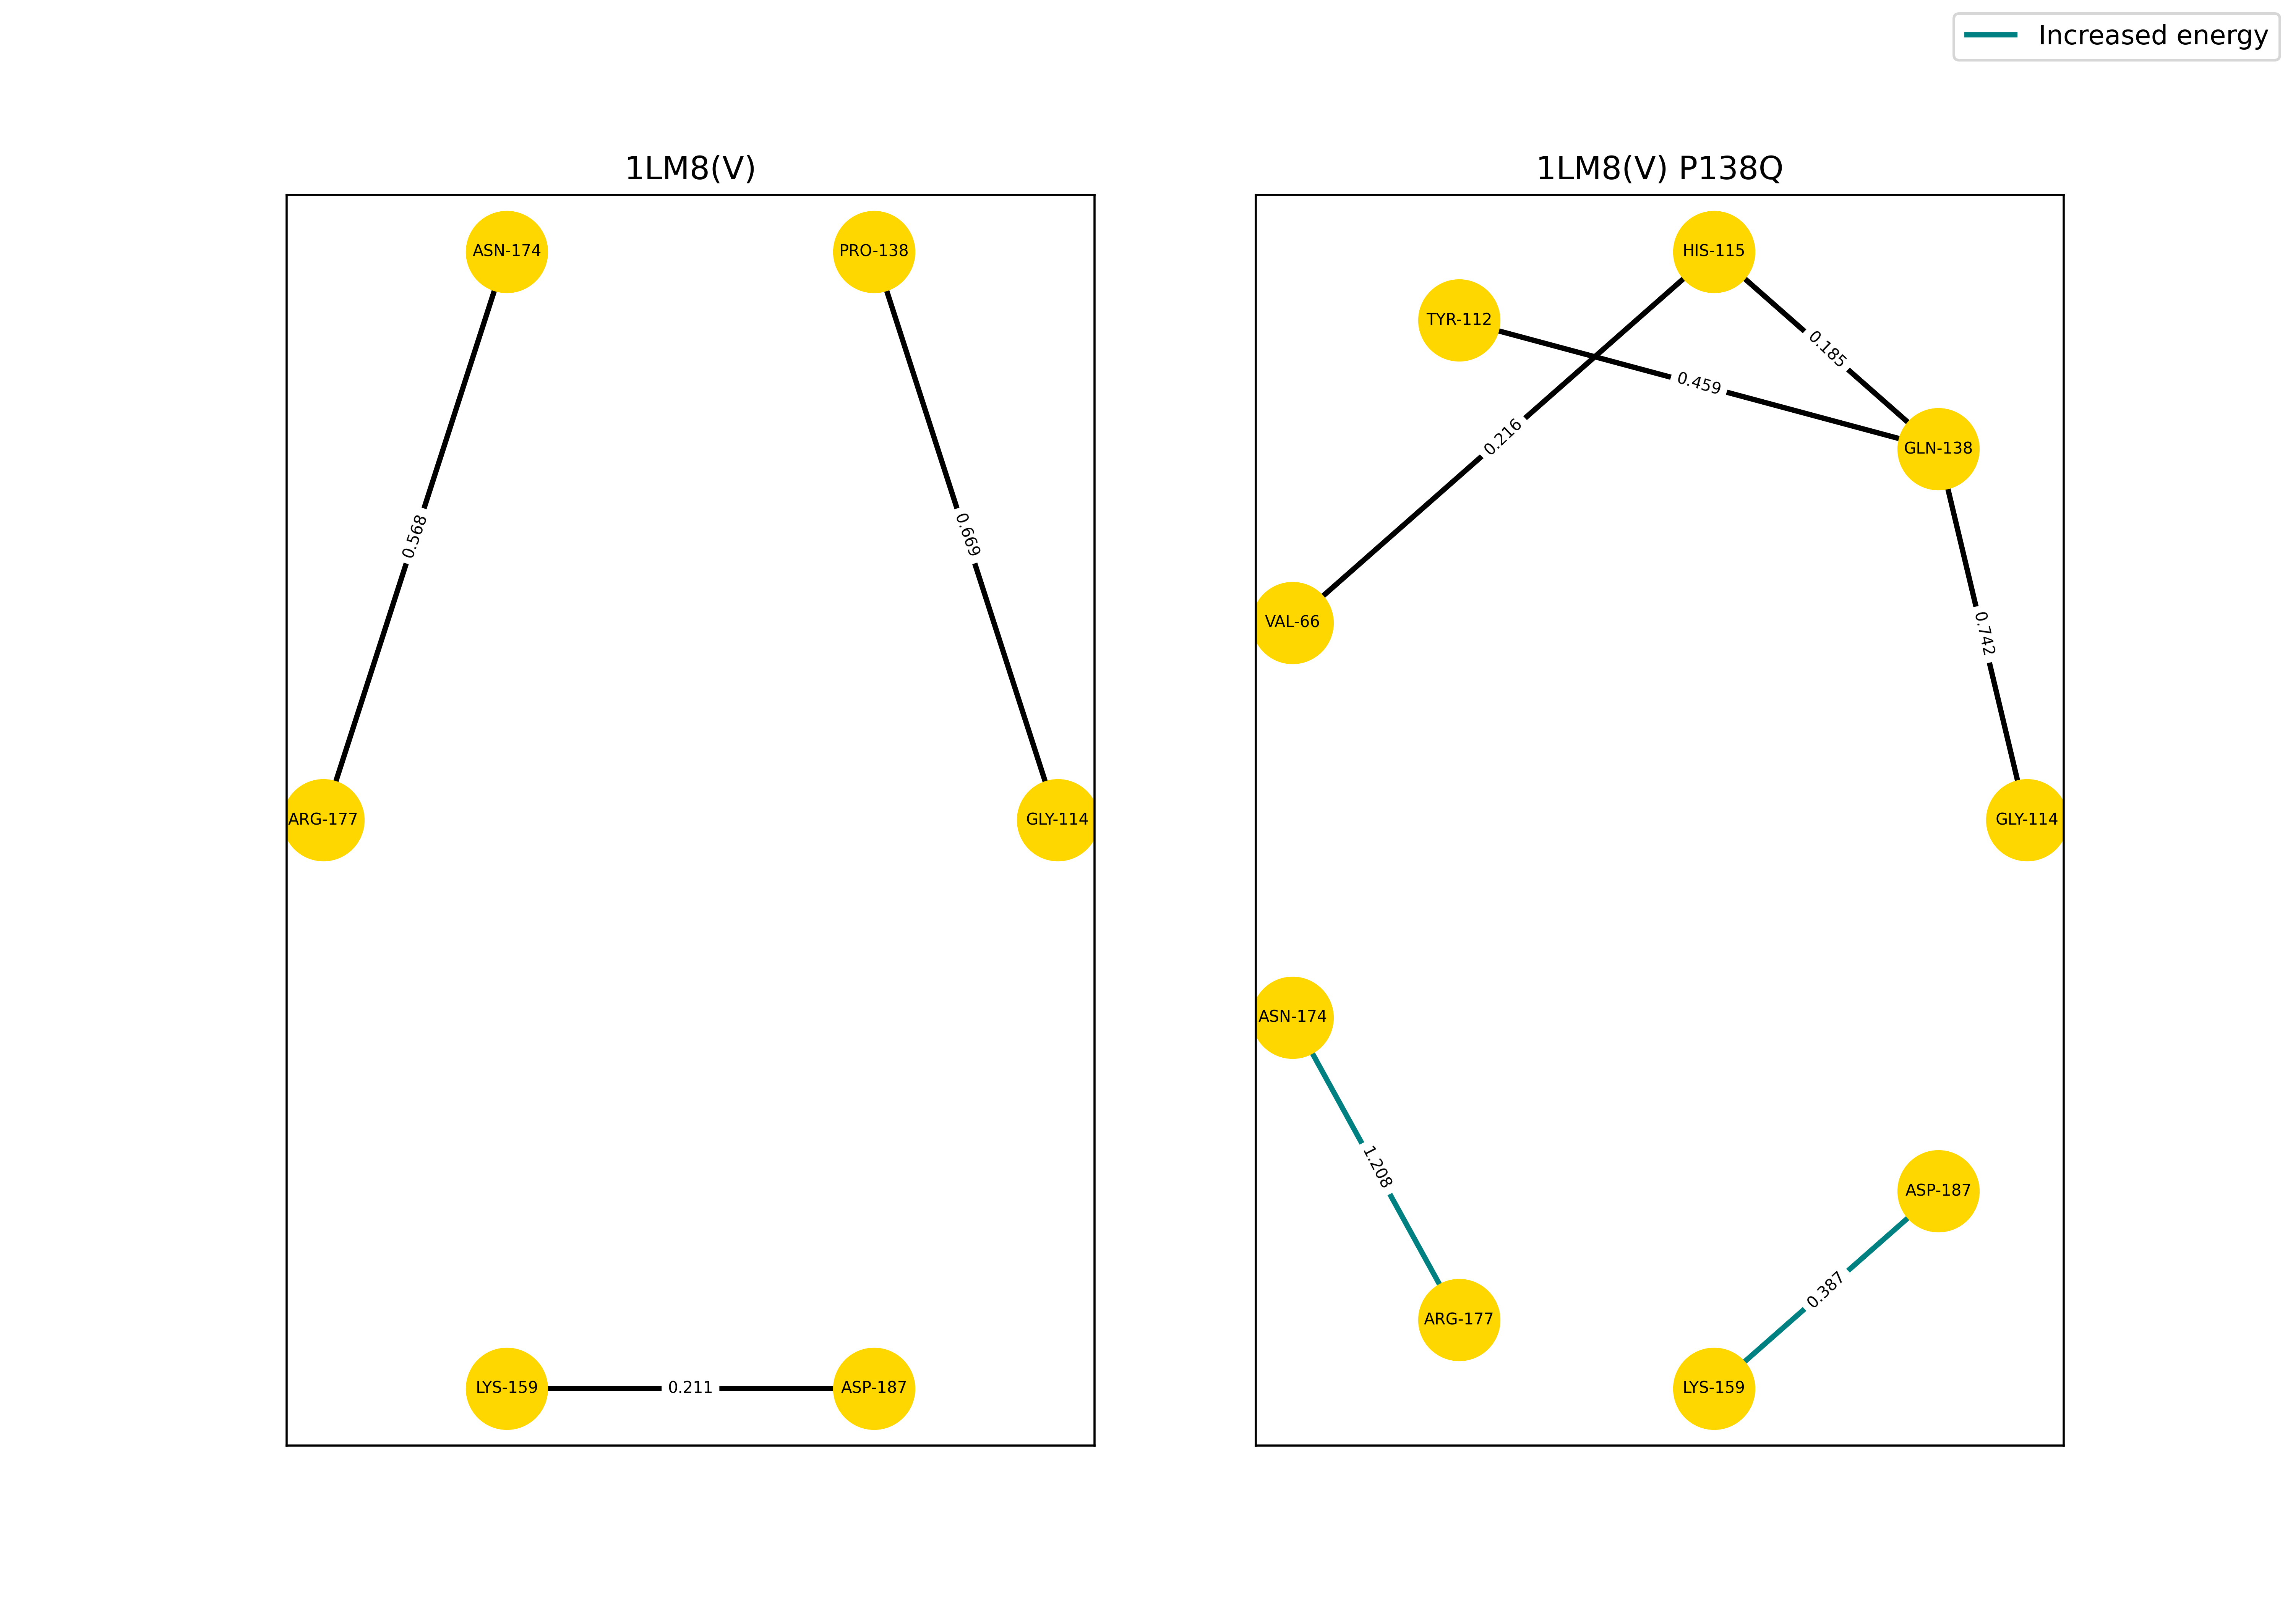 Increased energy
1LM8(V)
ASN-174
PRO-138
0.568
0.669
ARG-177
GLY-114
LYS-159
0.211
ASP-187
1LM8(V) P138Q
HIS-115
TYR-112
0.185
0.459
0.216
GLN-138
VAL-66
0.742
GLY-114
ASN-174
1.208
ASP-187
0.387
ARG-177
LYS-159